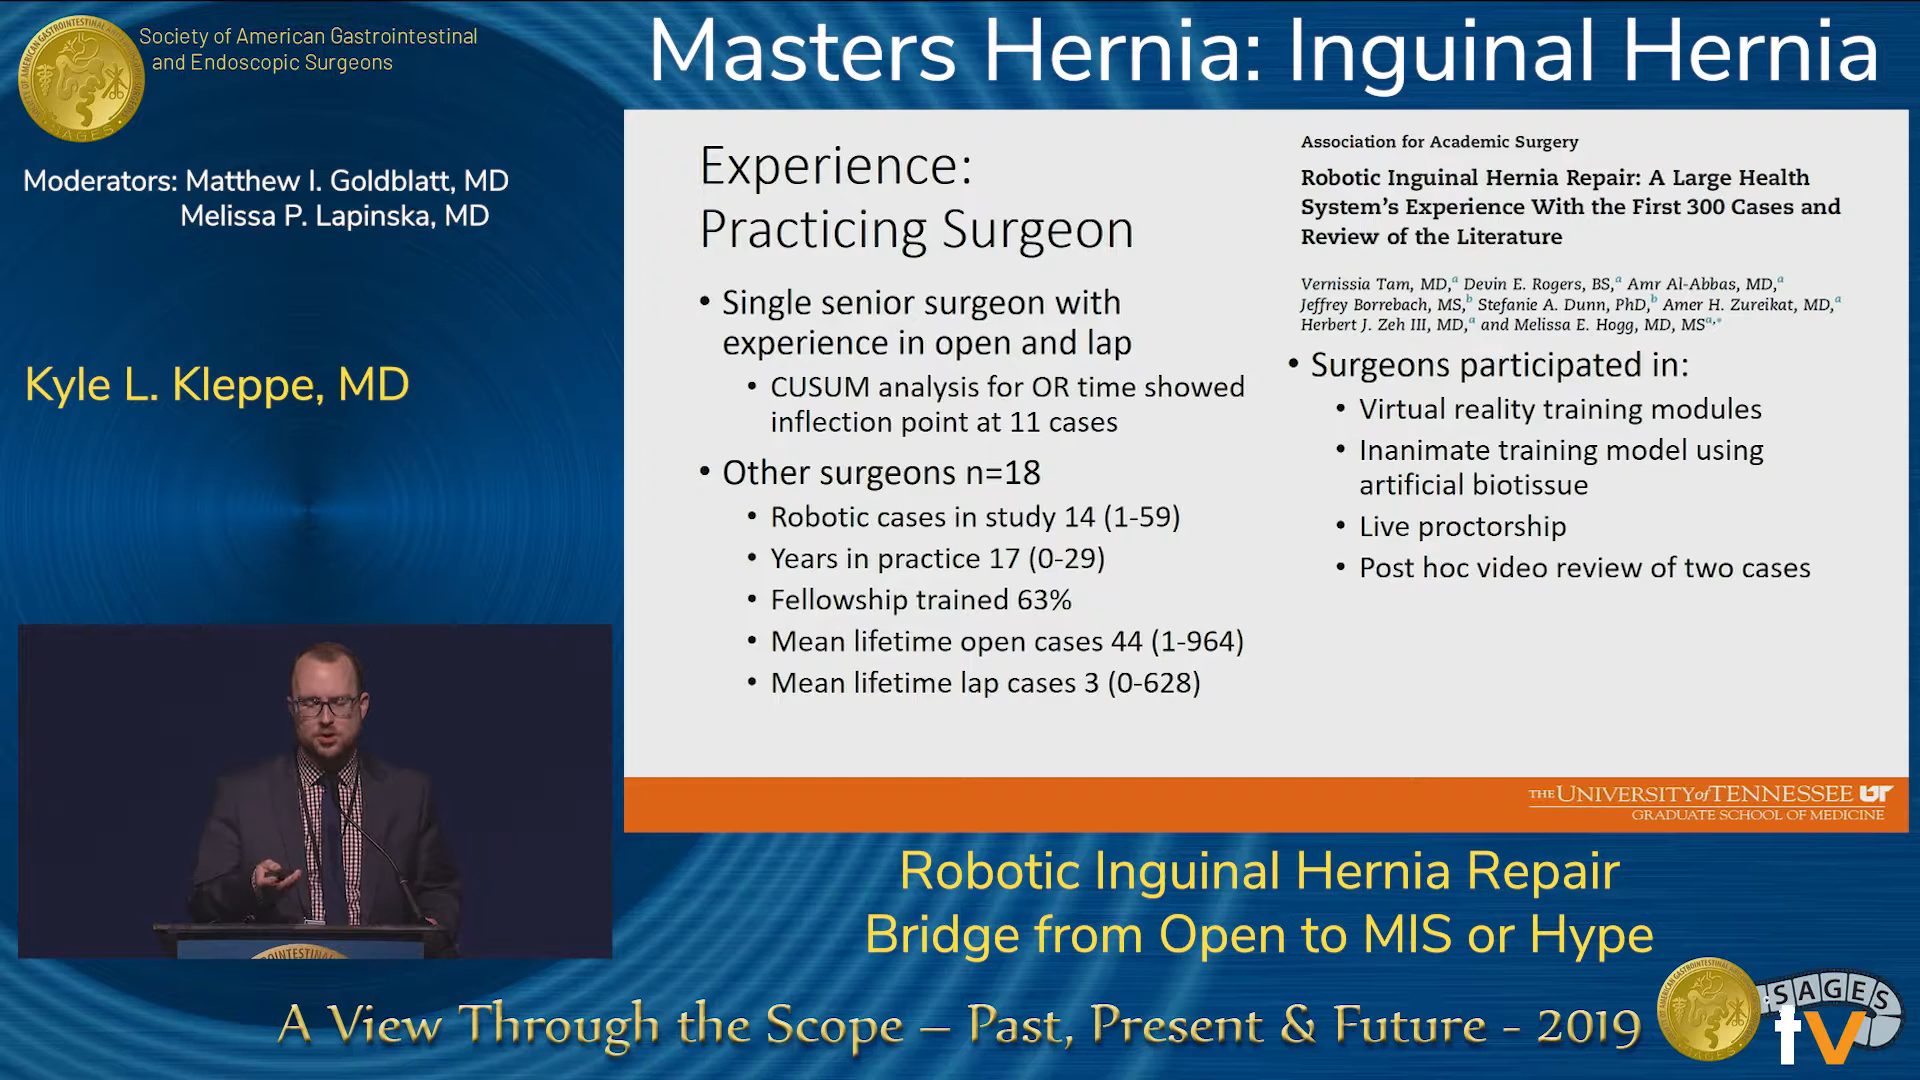 Society of American Gastrointestinal
and Endoscopic Surgeons
SAGES
Masters Hernia: Inguinal Hernia
Moderators: Matthew I. Goldblatt, MD
Melissa P. Lapinska, MD
Kyle L. Kleppe, MD
Experience:
Practicing Surgeon
• Single senior surgeon with
experience in open and lap
• CUSUM analysis for OR time showed
inflection point at 11 cases
• Other surgeons n=18
• Robotic cases in study 14 (1-59)
• Years in practice 17 (0-29)
• Fellowship trained 63%
• Mean lifetime open cases 44 (1-964)
• Mean lifetime lap cases 3 (0-628)
Association for Academic Surgery
Robotic Inguinal Hernia Repair: A Large Health
System's Experience With the First 300 Cases and
Review of the Literature
Vernissia Tam, MD,a Devin E. Rogers, BS,a Amr Al-Abbas, MD,a
Jeffrey Borrebach, MS,b Stefanie A. Dunn, PhD,b Amer H. Zureikat, MD,a
Herbert J. Zeh III, MD,a and Melissa E. Hogg, MD, MSa,*
• Surgeons participated in:
• Virtual reality training modules
• Inanimate training model using
artificial biotissue
• Live proctorship
• Post hoc video review of two cases
THE UNIVERSITY of TENNESSEE UT
GRADUATE SCHOOL OF MEDICINE
Robotic Inguinal Hernia Repair
Bridge from Open to MIS or Hype
A View Through the Scope – Past, Present & Future - 2019
SAGES
tv